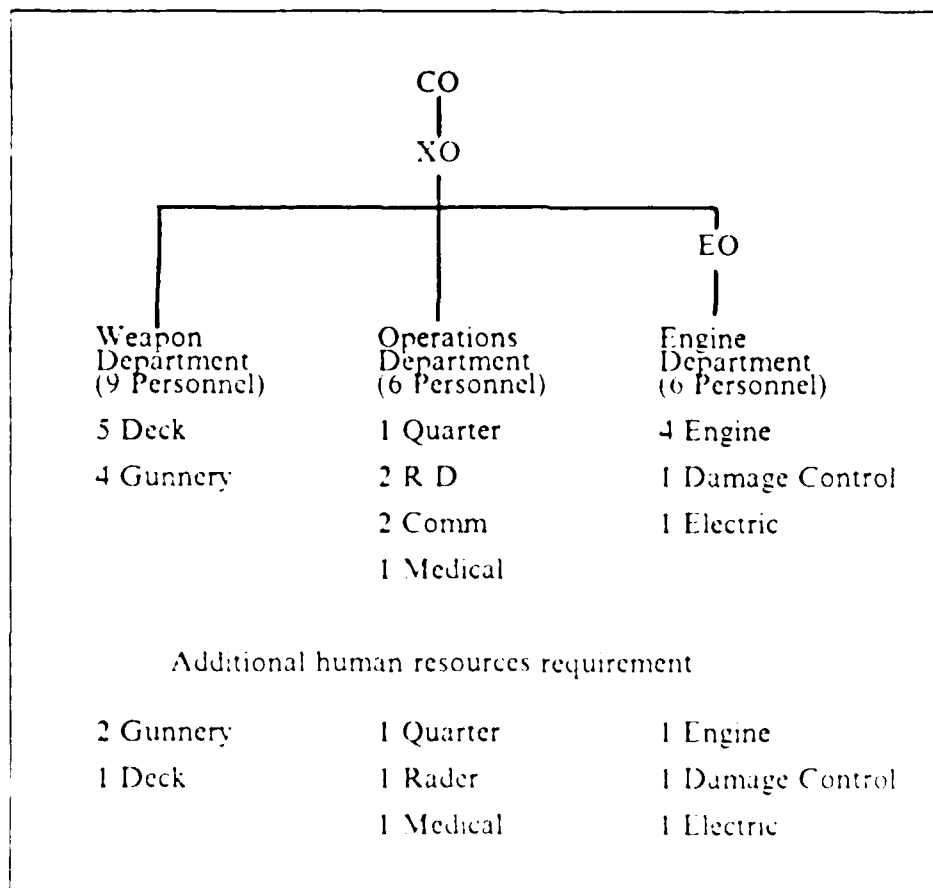 CO
XO
EO
Weapon
Department
(9 Personnel)
5 Deck
4 Gunnery
Operations
Department
(6 Personnel)
1 Quarter
2 R D
2 Comm
1 Medical
Engine
Department
(6 Personnel)
4 Engine
1 Damage Control
1 Electric
Additional human resources requirement
2 Gunnery
1 Deck
1 Quarter
1 Rader
1 Medical
1 Engine
1 Damage Control
1 Electric